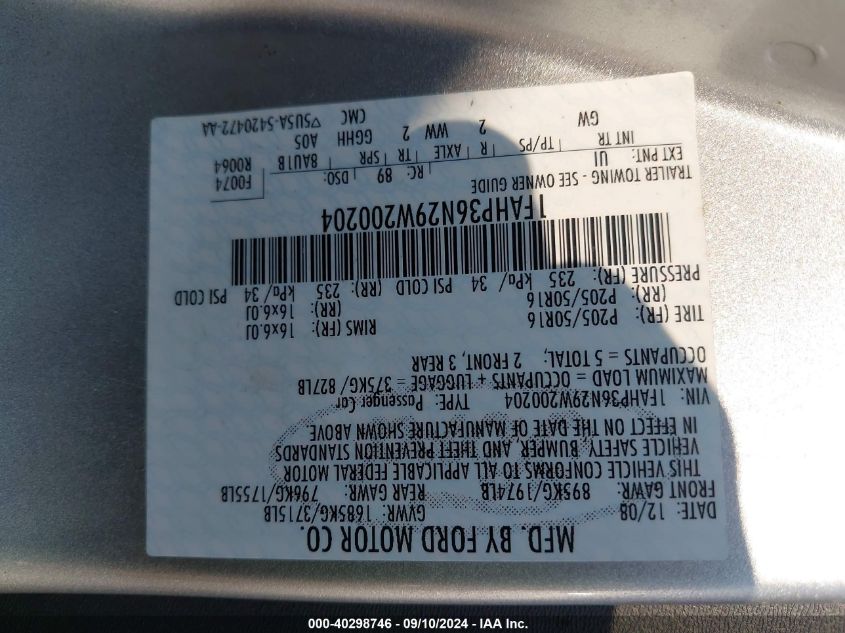 MFD. BY FORD MOTOR CO.
DATE: 12/08 GVWR: 1685KG/3715LB
FRONT GAWR: REAR GAWR:
895KG/1974LB 796KG/1755LB
THIS VEHICLE CONFORMS TO ALL APPLICABLE FEDERAL MOTOR
VEHICLE SAFETY, BUMPER, AND THEFT PREVENTION STANDARDS
IN EFFECT ON THE DATE OF MANUFACTURE SHOWN ABOVE
VIN: 1FAHP36N29W200204 TYPE: Passenger Car
MAXIMUM LOAD = OCCUPANTS + LUGGAGE = 375KG/ 827LB
OCCUPANTS = 5 TOTAL; 2 FRONT, 3 REAR
TIRE (FR): P205/50R16 RIMS (FR): 16x6.0J
(RR): P205/50R16 (RR): 16x6.0J
PRESSURE (FR): 235 kPa/ 34 PSI COLD (RR): 235 kPa/ 34 PSI COLD
1FAHP36N29W200204
TRAILER TOWING - SEE OWNER GUIDE
F0074
R0064
EXT PNT: UI RC: 89 DSO:
INT TR TP/PS R AXLE TR SPR 8AU1B
GW 2 WW 2 GGHH A05
CMC ▽5U5A-5420472-AA
000-40298746 - 09/10/2024 - IAA Inc.